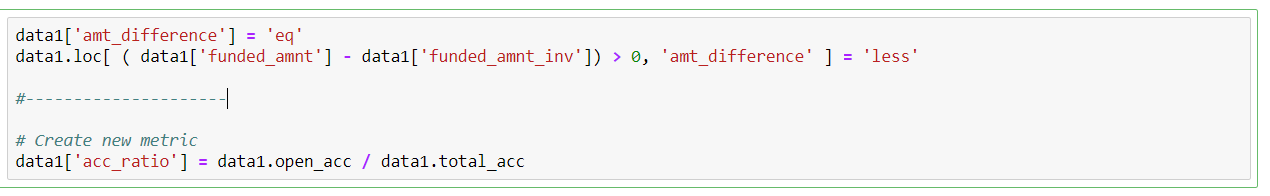 data1['amt_difference'] = 'eq'
data1.loc[ ( data1['funded_amnt'] - data1['funded_amnt_inv']) > 0, 'amt_difference' ] = 'less'
#---------------------
# Create new metric
data1['acc_ratio'] = data1.open_acc / data1.total_acc